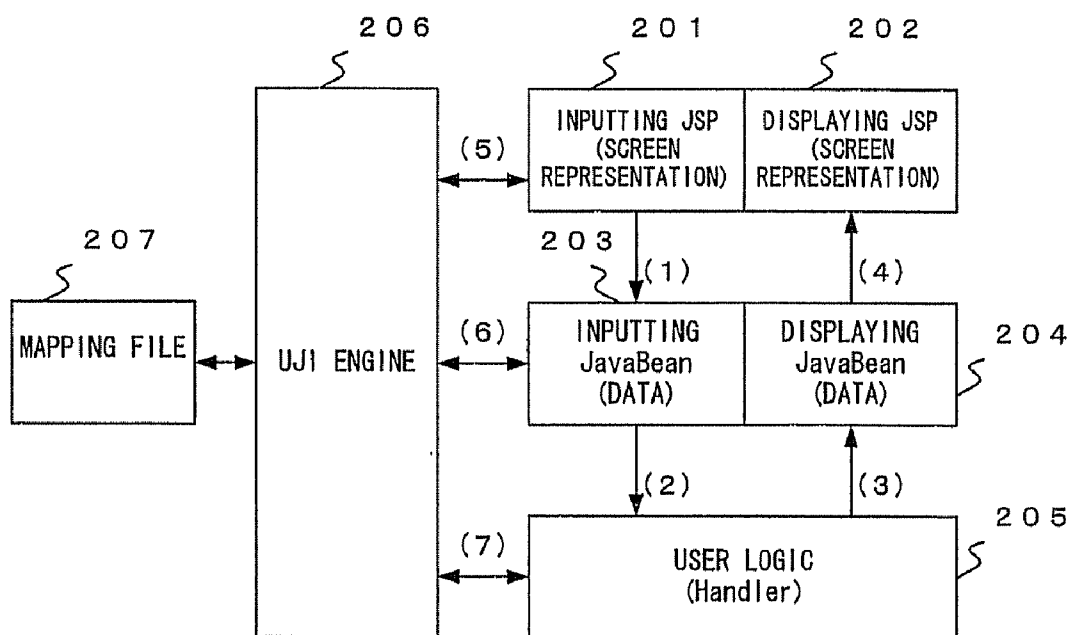 206
201
202
INPUTTING JSP
(SCREEN
REPRESENTATION)
DISPLAYING JSP
(SCREEN
REPRESENTATION)
(5)
207
203
(1)
(4)
MAPPING FILE
UJ1 ENGINE
(6)
INPUTTING
JavaBean
(DATA)
DISPLAYING
JavaBean
(DATA)
204
(2)
(3)
205
(7)
USER LOGIC
(Handler)